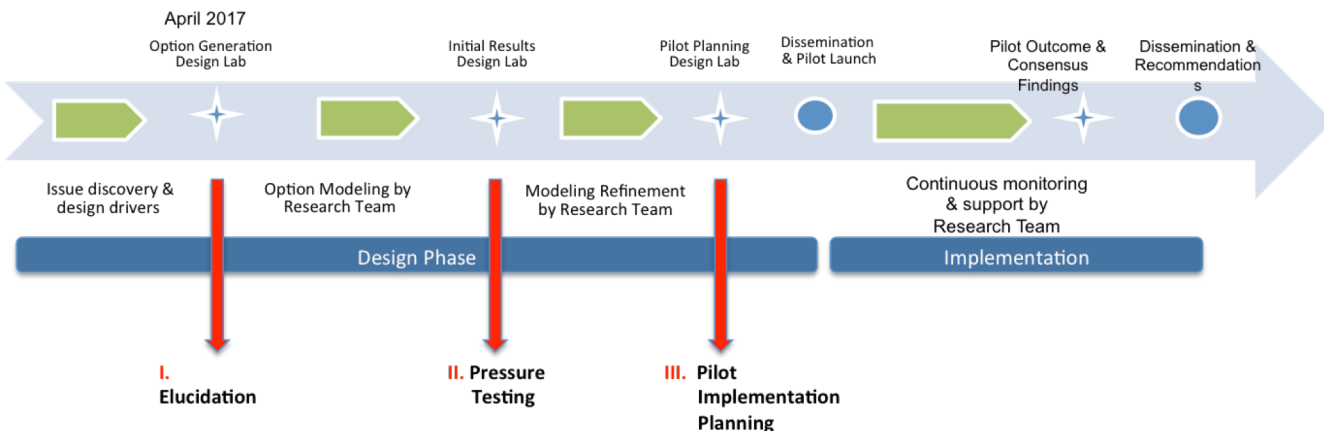 April 2017
Option Generation
Design Lab
Initial Results
Design Lab
Pilot Planning
Design Lab
Dissemination
& Pilot Launch
Pilot Outcome &
Consensus
Findings
Dissemination &
Recommendation
s
Issue discovery &
design drivers
Option Modeling by
Research Team
Modeling Refinement
by Research Team
Continuous monitoring
& support by
Research Team
Design Phase
Implementation
I.
Elucidation
II. Pressure
Testing
III. Pilot
Implementation
Planning